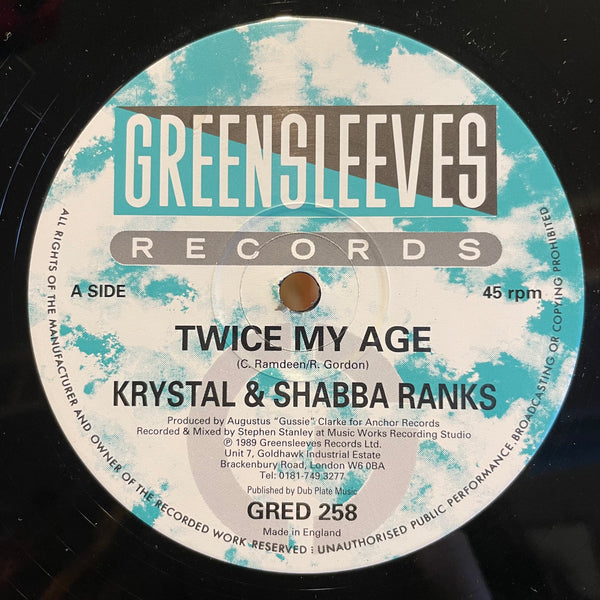 GREENSLEEVES
RECORDS
A SIDE
45 rpm
TWICE MY AGE
(C. Ramdeen/R. Gordon)
KRYSTAL & SHABBA RANKS
Produced by Augustus "Gussie" Clarke for Anchor Records
Recorded & Mixed by Stephen Stanley at Music Works Recording Studio
℗ 1989 Greensleeves Records Ltd.
Unit 7, Goldhawk Industrial Estate
Brackenbury Road, London W6 0BA
Tel: 0181-749 3277
Published by Dub Plate Music
GRED 258
Made in England
ALL RIGHTS OF THE MANUFACTURER AND OWNER OF THE RECORDED WORK RESERVED : UNAUTHORISED PUBLIC PERFORMANCE, BROADCASTING OR COPYING PROHIBITED